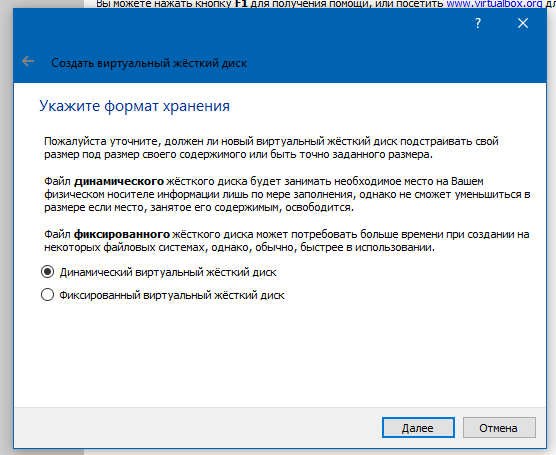 Вы можете нажать кнопку F1 для получения помощи, или посетить www.virtualbox.org дл
?
Создать виртуальный жёсткий диск
Укажите формат хранения
Пожалуйста уточните, должен ли новый виртуальный жёсткий диск подстраивать свой
размер под размер своего содержимого или быть точно заданного размера.
Файл динамического жёсткого диска будет занимать необходимое место на Вашем
физическом носителе информации лишь по мере заполнения, однако не сможет уменьшиться в
размере если место, занятое его содержимым, освободится.
Файл фиксированного жёсткого диска может потребовать больше времени при создании на
некоторых файловых системах, однако, обычно, быстрее в использовании.
Динамический виртуальный жёсткий диск
Фиксированный виртуальный жёсткий диск
Далее
Отмена